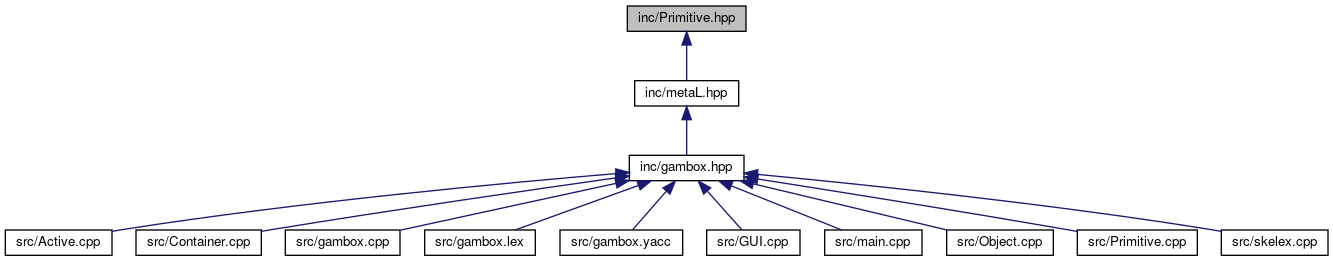 inc/Primitive.hpp
inc/metaL.hpp
inc/gambox.hpp
src/Active.cpp
src/Container.cpp
src/gambox.cpp
src/gambox.lex
src/gambox.yacc
src/GUI.cpp
src/main.cpp
src/Object.cpp
src/Primitive.cpp
src/skelex.cpp